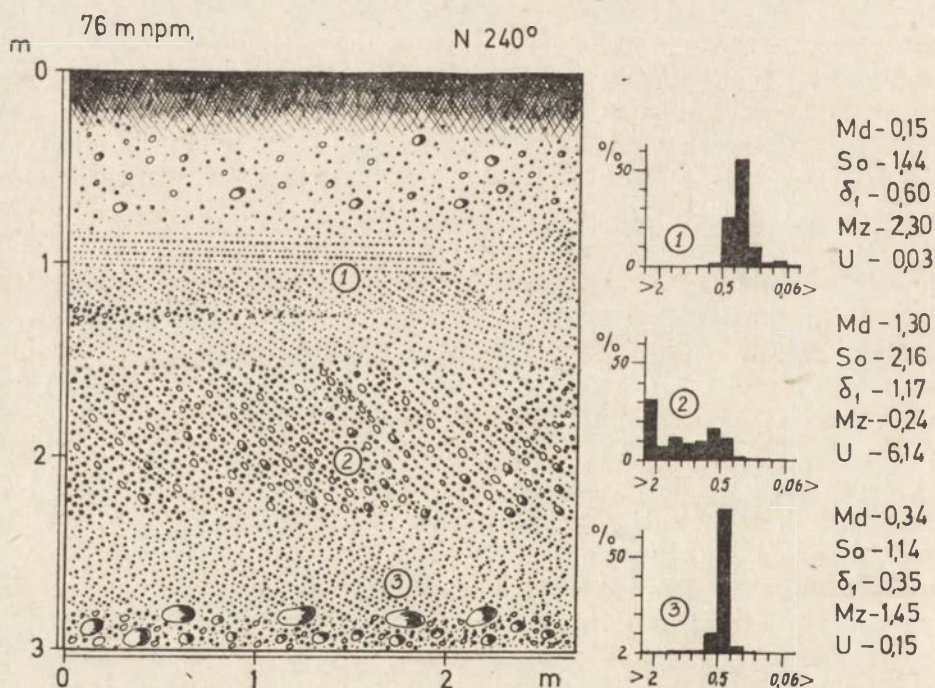 76 m npm.
N 240°
m
0
1
2
3
0
1
2
m
1
2
3
%
50
0
1
>2
0,5
0,06>
Md-0,15
So-1,44
δ₁-0,60
Mz-2,30
U-0,03
%
50
0
2
>2
0,5
0,06>
Md-1,30
So-2,16
δ₁-1,17
Mz--0,24
U-6,14
%
50
2
3
>2
0,5
0,06>
Md-0,34
So-1,14
δ₁-0,35
Mz-1,45
U-0,15